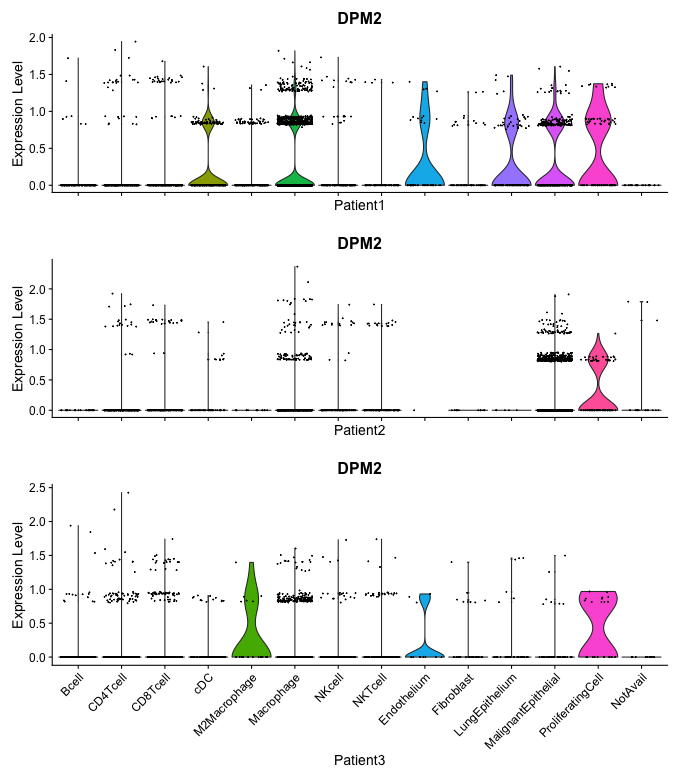 DPM2
Expression Level
2.0
1.5
1.0
0.5
0.0
Patient1
DPM2
Expression Level
2.0
1.5
1.0
0.5
0.0
Patient2
DPM2
Expression Level
2.5
2.0
1.5
1.0
0.5
0.0
Bcell
CD4Tcell
CD8Tcell
cDC
M2Macrophage
Macrophage
NKcell
NKTcell
Endothelium
Fibroblast
LungEpithelium
MalignantEpithelial
ProliferatingCell
NotAvail
Patient3